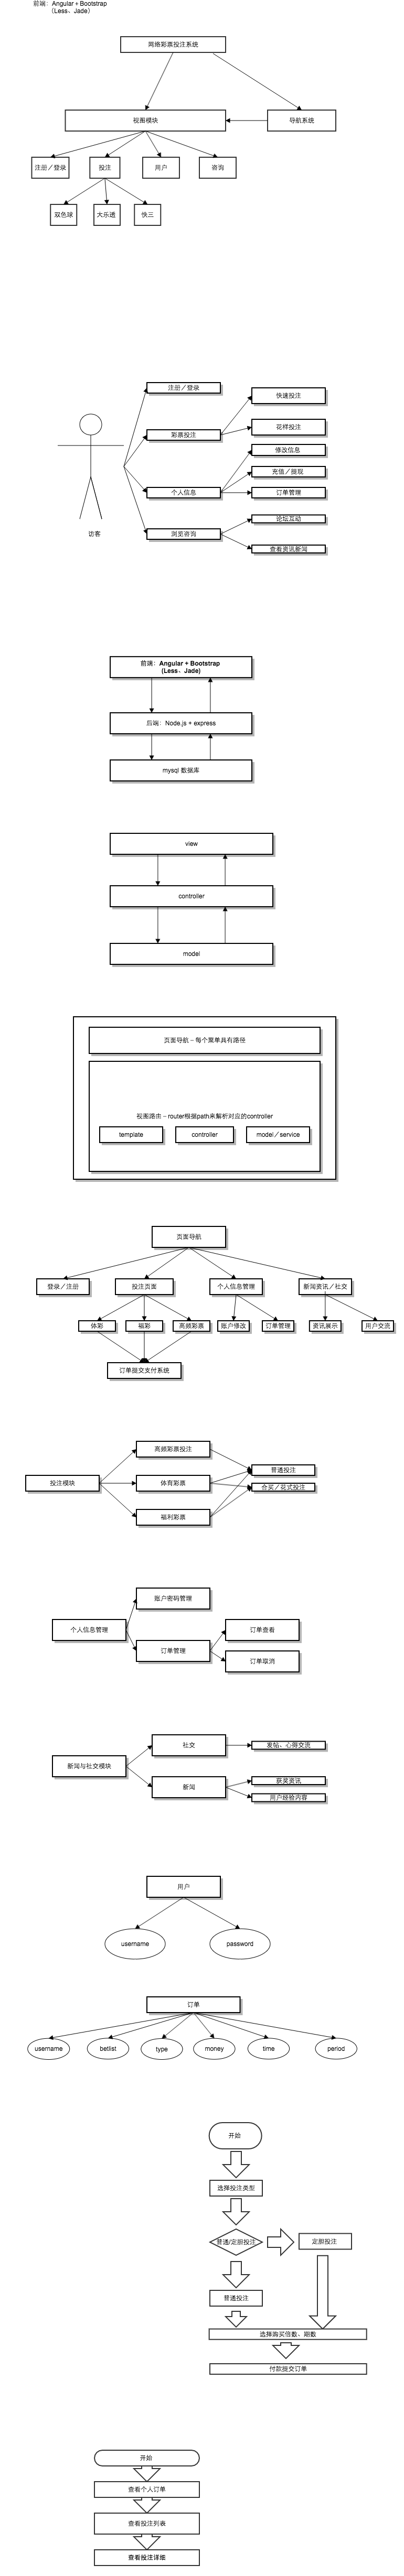 前端：Angular + Bootstrap
（Less、Jade）
网络彩票投注系统
视图模块
导航系统
注册／登录
投注
用户
咨询
双色球
大乐透
快三
注册／登录
快速投注
彩票投注
花样投注
修改信息
充值／提现
个人信息
订单管理
论坛互动
浏览咨询
查看资讯新闻
访客
前端：Angular + Bootstrap
(Less、Jade)
后端：Node.js + express
mysql 数据库
view
controller
model
页面导航－每个菜单具有路径
视图路由－router根据path来解析对应的controller
template
controller
model／service
页面导航
登录／注册
投注页面
个人信息管理
新闻资讯／社交
体彩
福彩
高频彩票
账户修改
订单管理
资讯展示
用户交流
订单提交支付系统
高频彩票投注
普通投注
投注模块
体育彩票
合买／花式投注
福利彩票
账户密码管理
个人信息管理
订单查看
订单管理
订单取消
社交
发帖、心得交流
新闻与社交模块
新闻
获奖资讯
用户经验内容
用户
username
password
订单
username
betlist
type
money
time
period
开始
选择投注类型
普通/定胆投注
定胆投注
普通投注
选择购买倍数、期数
付款提交订单
开始
查看个人订单
查看投注列表
查看投注详细